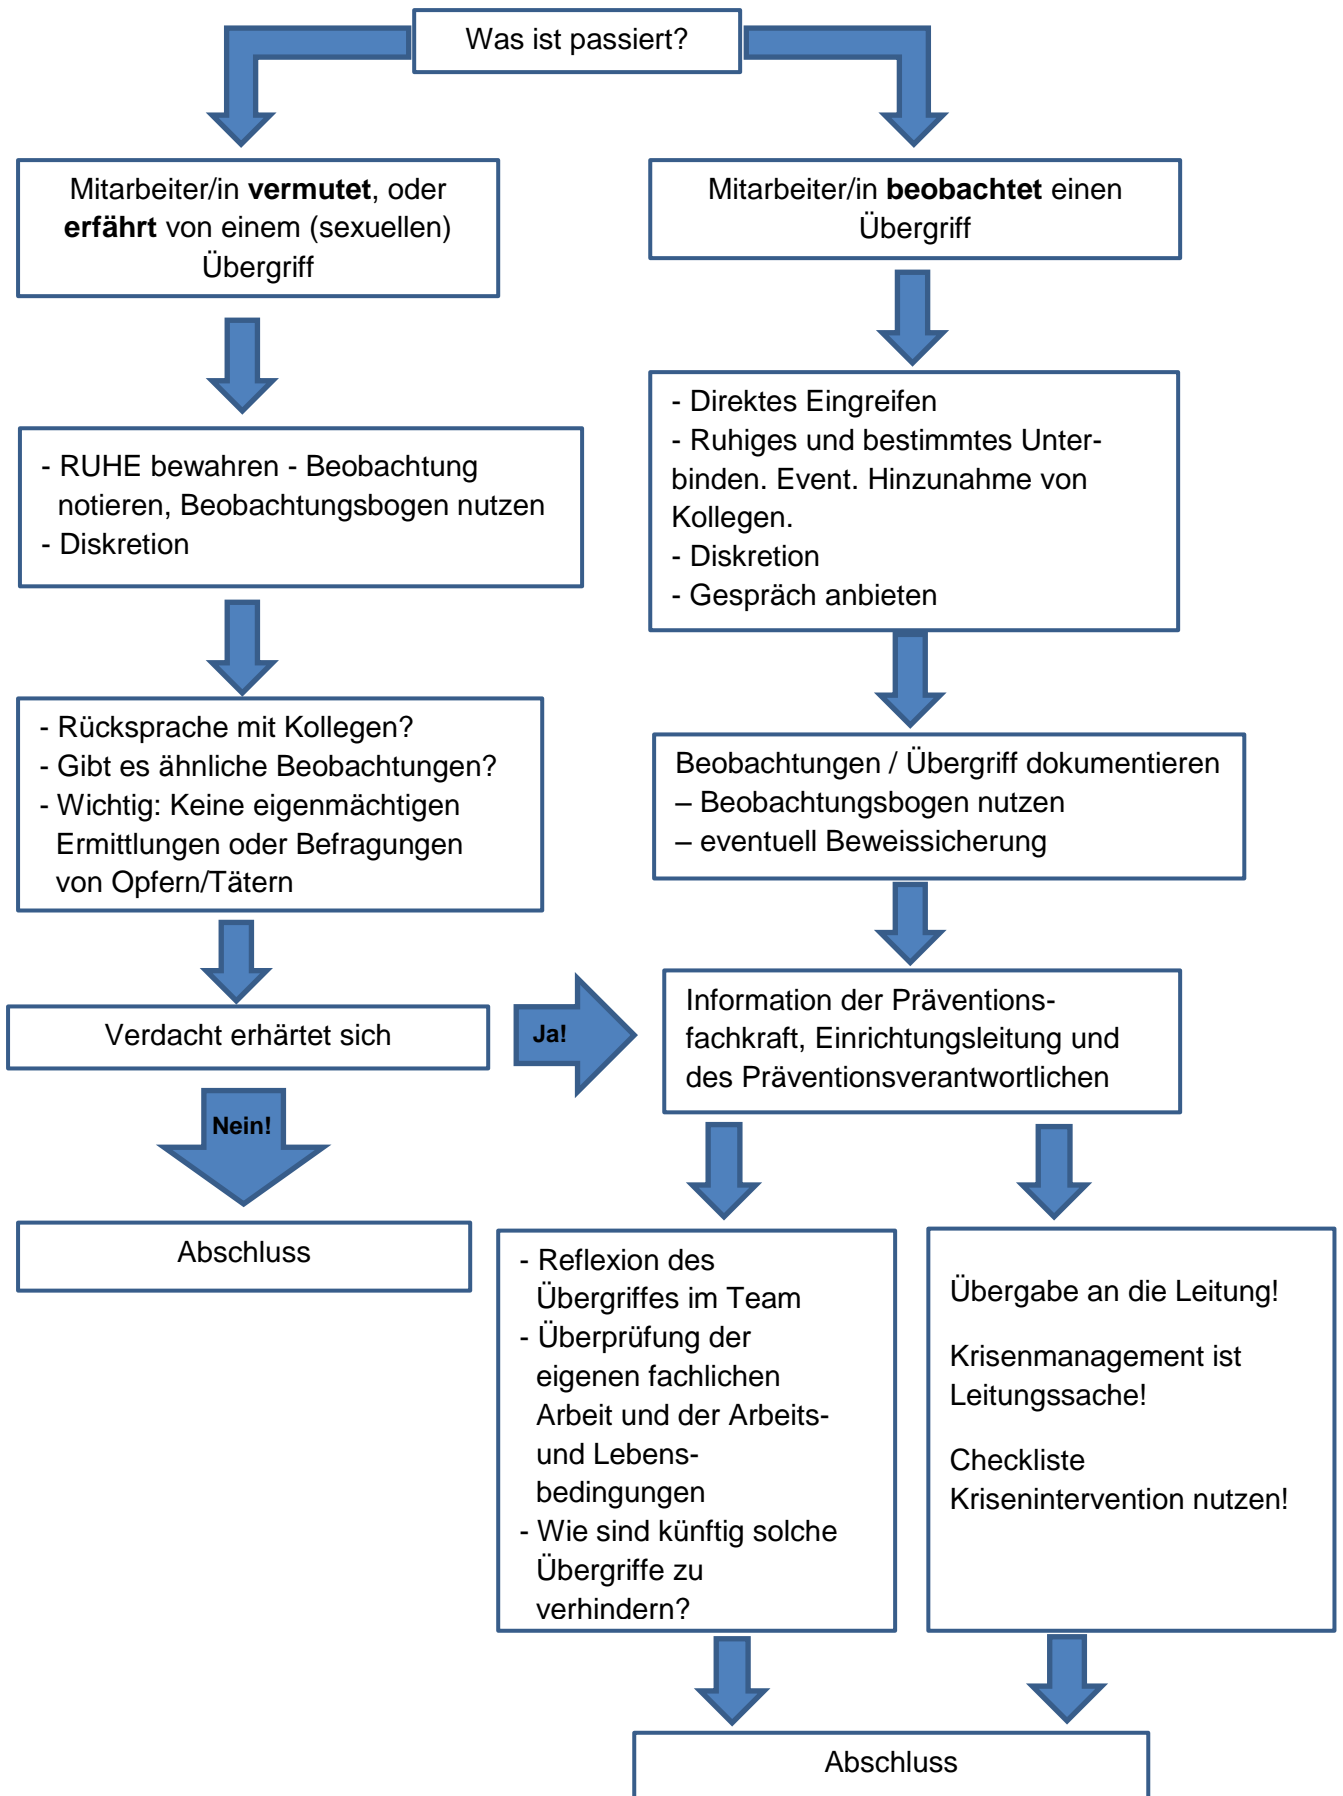 Was ist passiert?
Mitarbeiter/in vermutet, oder
erfährt von einem (sexuellen)
Übergriff
Mitarbeiter/in beobachtet einen
Übergriff
- RUHE bewahren - Beobachtung
notieren, Beobachtungsbogen nutzen
- Diskretion
- Direktes Eingreifen
- Ruhiges und bestimmtes Unter-
binden. Event. Hinzunahme von
Kollegen.
- Diskretion
- Gespräch anbieten
- Rücksprache mit Kollegen?
- Gibt es ähnliche Beobachtungen?
- Wichtig: Keine eigenmächtigen
Ermittlungen oder Befragungen
von Opfern/Tätern
Beobachtungen / Übergriff dokumentieren
– Beobachtungsbogen nutzen
– eventuell Beweissicherung
Verdacht erhärtet sich
Ja!
Information der Präventions-
fachkraft, Einrichtungsleitung und
des Präventionsverantwortlichen
Nein!
Abschluss
- Reflexion des
Übergriffes im Team
- Überprüfung der
eigenen fachlichen
Arbeit und der Arbeits-
und Lebens-
bedingungen
- Wie sind künftig solche
Übergriffe zu
verhindern?
Übergabe an die Leitung!
Krisenmanagement ist
Leitungssache!
Checkliste
Krisenintervention nutzen!
Abschluss